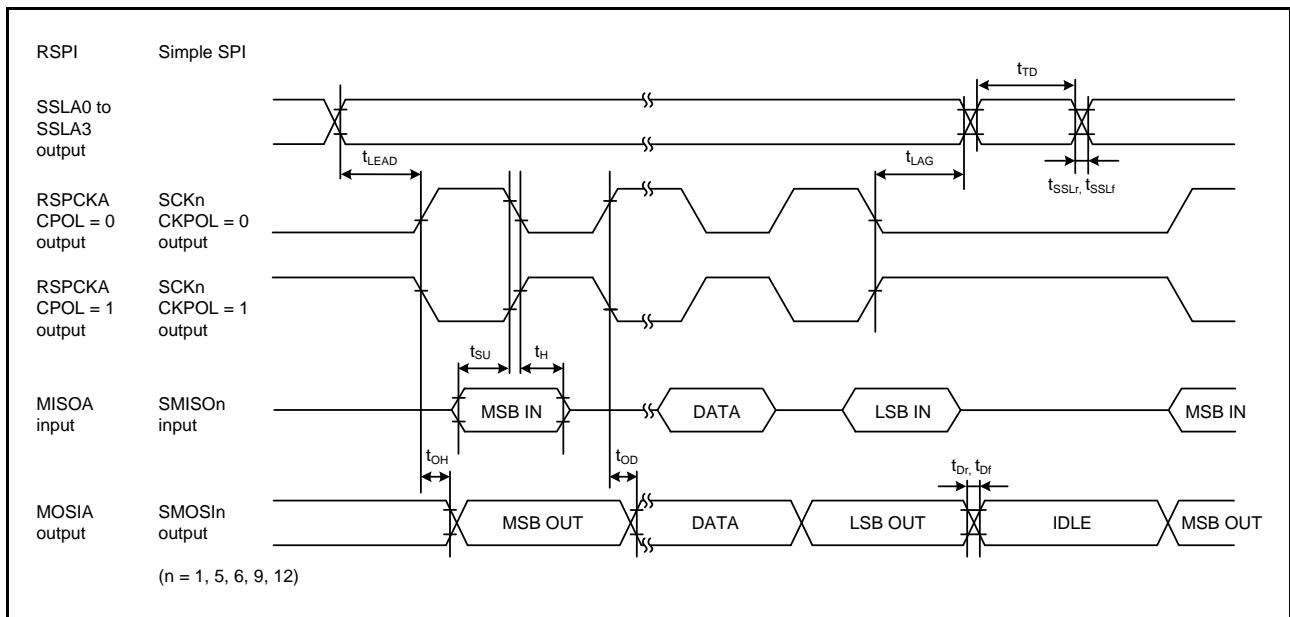 RSPI Simple SPI
tTD
SSLA0 to
SSLA3
output
tLEAD
tLAG
tSSLr, tSSLf
RSPCKA SCKn
CPOL = 0 CKPOL = 0
output output
RSPCKA SCKn
CPOL = 1 CKPOL = 1
output output
tSU tH
MISOA SMISOn
input input
MSB IN DATA LSB IN MSB IN
tOH tOD tDr, tDf
MOSIA SMOSIn
output output
MSB OUT DATA LSB OUT IDLE MSB OUT
(n = 1, 5, 6, 9, 12)